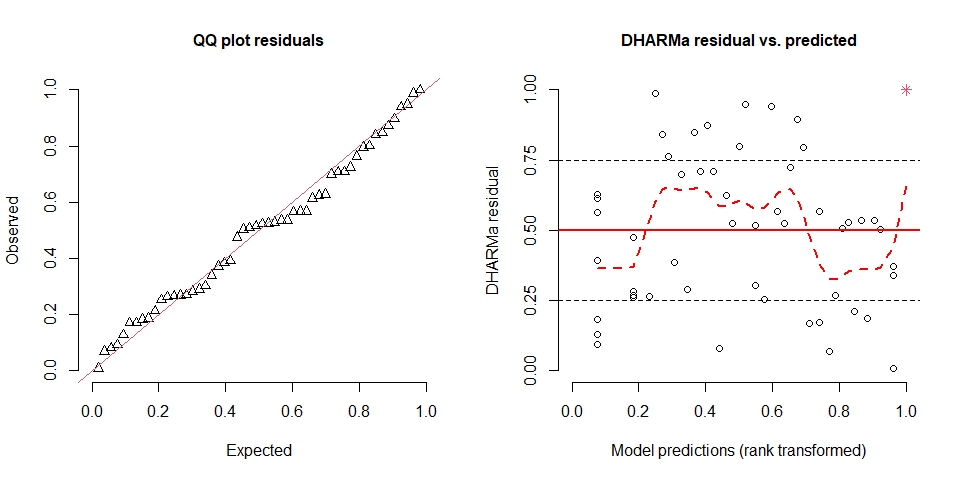 QQ plot residuals
Observed
0.0 0.2 0.4 0.6 0.8 1.0
0.0 0.2 0.4 0.6 0.8 1.0
Expected
DHARMa residual vs. predicted
DHARMa residual
0.00 0.25 0.50 0.75 1.00
0.0 0.2 0.4 0.6 0.8 1.0
Model predictions (rank transformed)